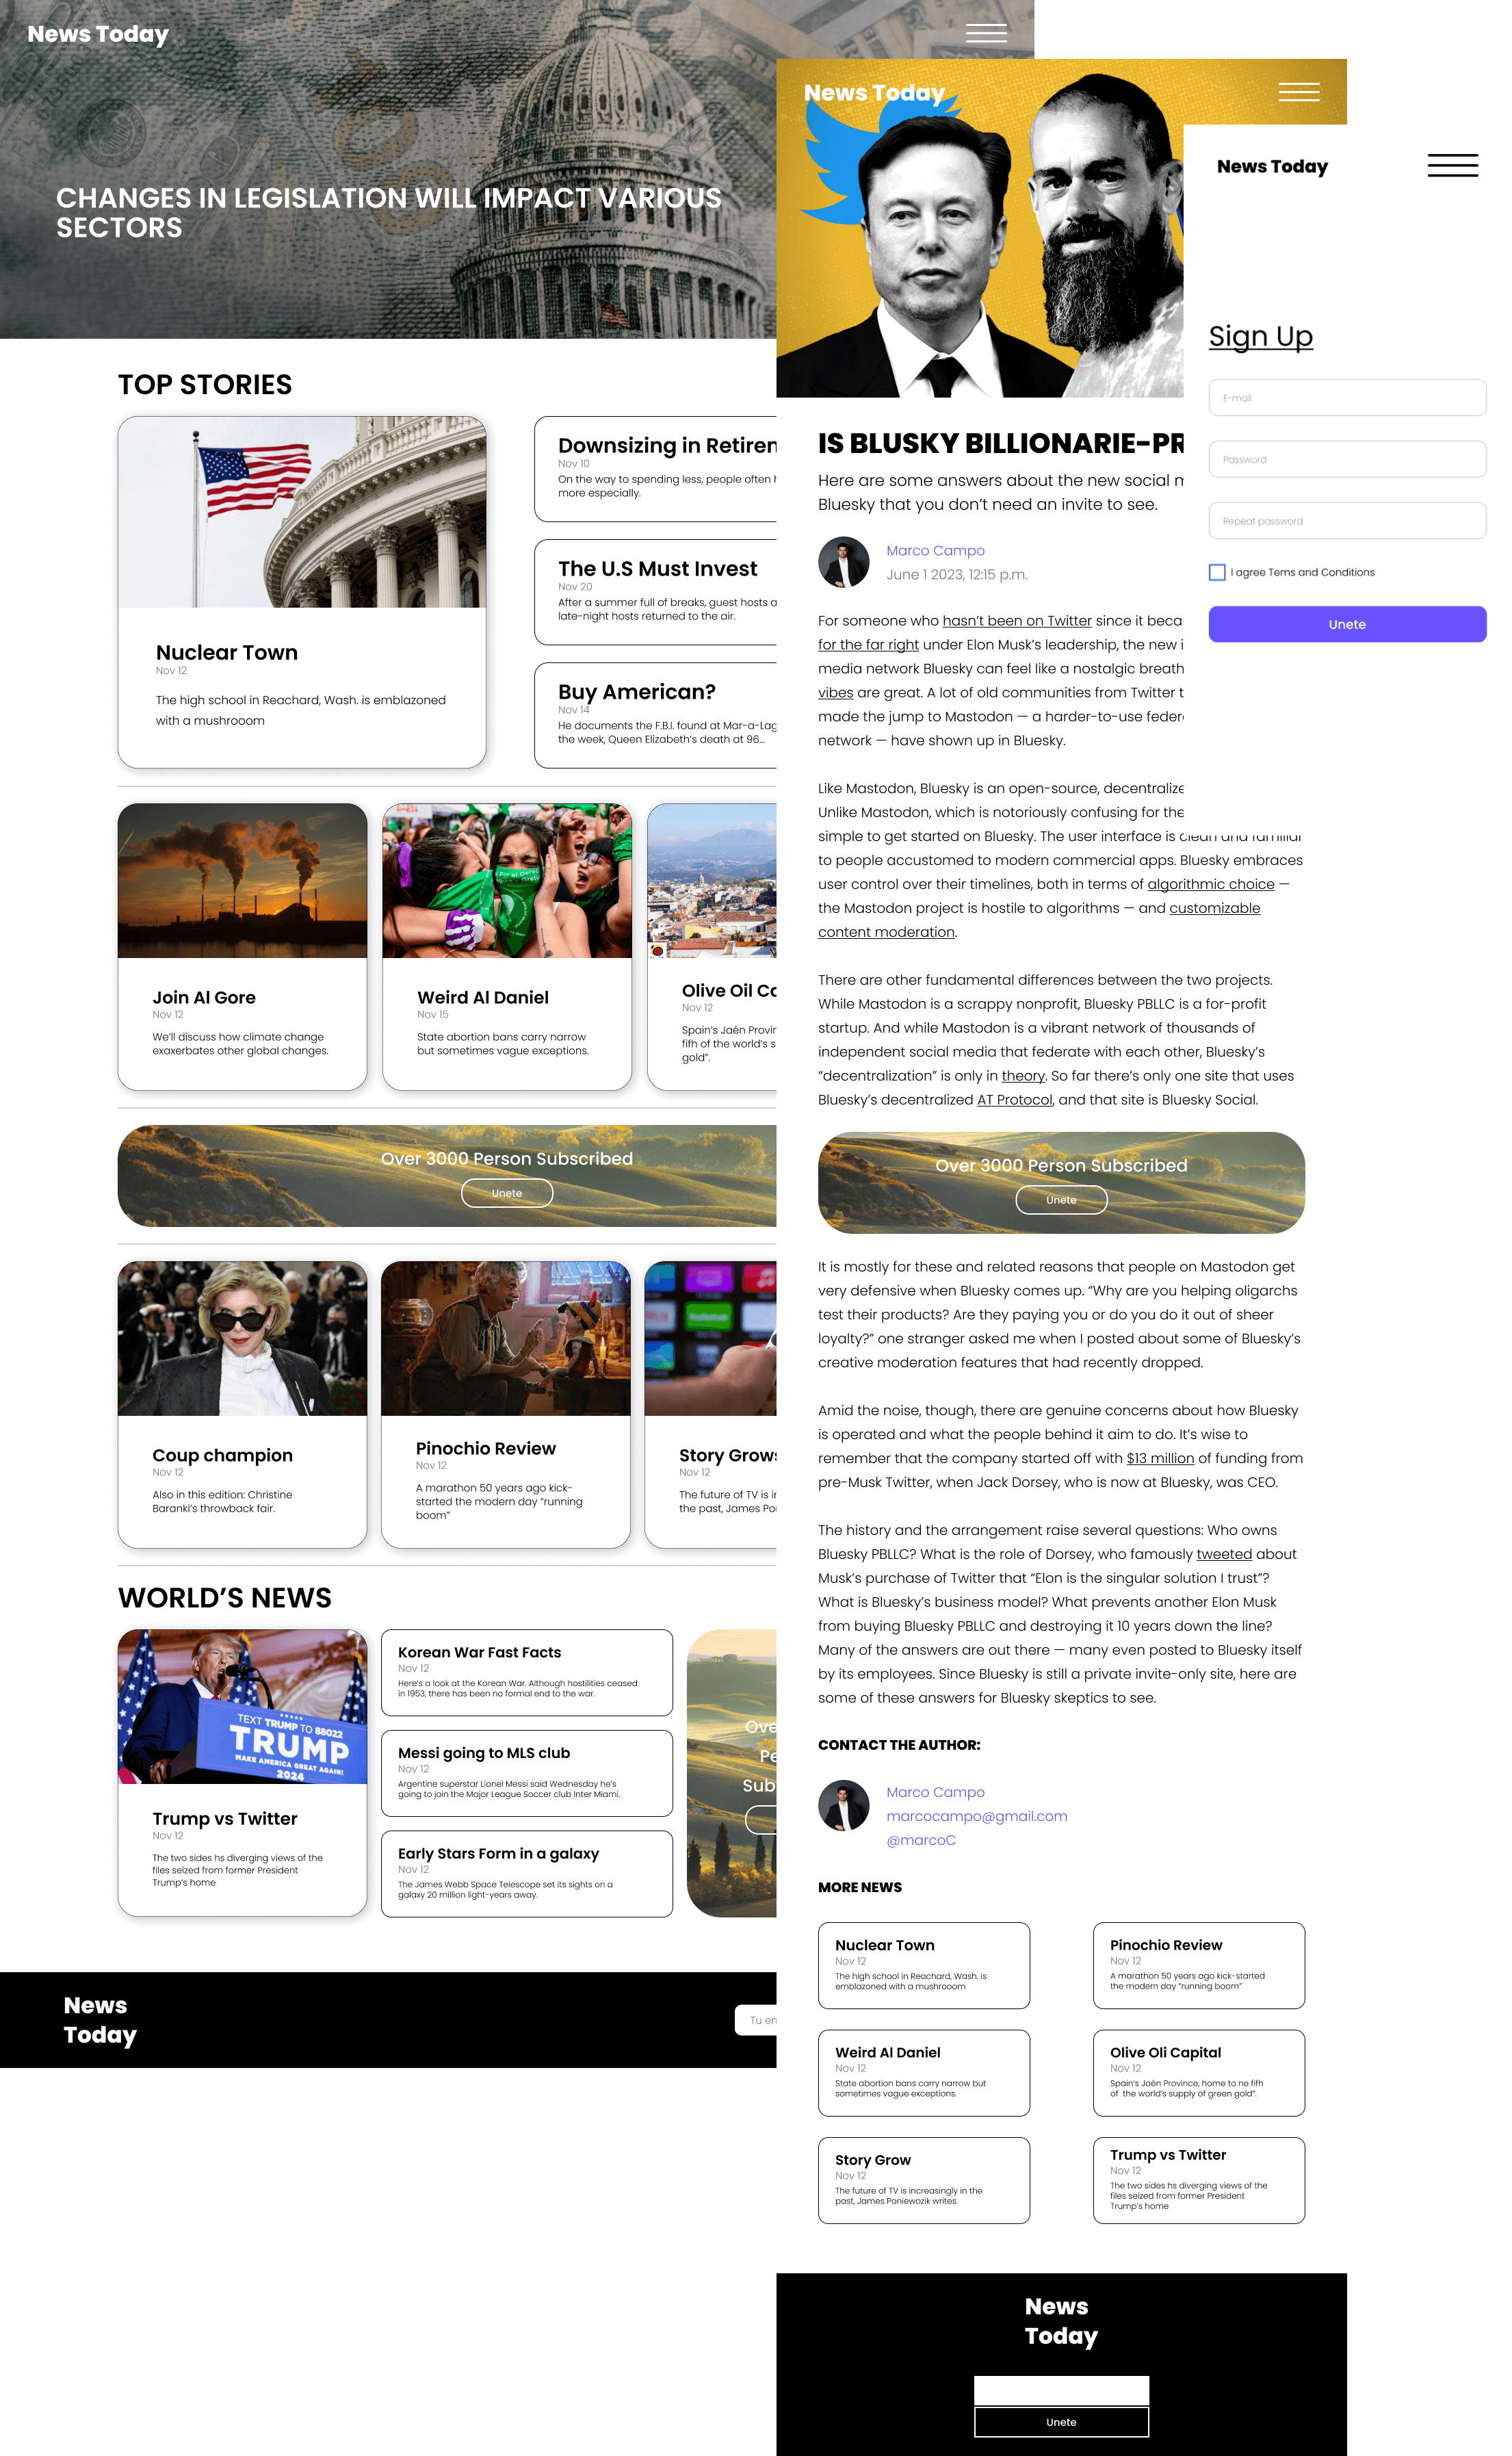 News Today
CHANGES IN LEGISLATION WILL IMPACT VARIOUS
SECTORS
TOP STORIES
Nuclear Town
Nov 12
The high school in Reachard, Wash. is emblazoned
with a mushrooom
Downsizing in Retiren
Nov 10
On the way to spending less, people often
more especially.
The U.S Must Invest
Nov 20
After a summer full of breaks, guest hosts a
late-night hosts returned to the air.
Buy American?
Nov 14
He documents the F.B.I. found at Mar-a-Lag
the week, Queen Elizabeth's death at 96...
Join Al Gore
Nov 12
We'll discuss how climate change
exaxerbates other global changes.
Weird Al Daniel
Nov 15
State abortion bans carry narrow
but sometimes vague exceptions.
Olive Oil Ca
Nov 12
Spain's Jaén Provin
fifh of the world's s
gold".
Over 3000 Person Subscribed
Unete
Coup champion
Nov 12
Also in this edition: Christine
Baranki's throwback fair.
Pinochio Review
Nov 12
A marathon 50 years ago kick-
started the modern day "running
boom"
Story Grows
Nov 12
The future of TV is in
the past, James Po
WORLD'S NEWS
TEXT TRUMP TO 88022
TRUMP
MAKE AMERICA GREAT AGAIN!
2024
Trump vs Twitter
Nov 12
The two sides hs diverging views of the
files seized from former President
Trump's home
Korean War Fast Facts
Nov 12
Here's a look at the Korean War. Although hostilities ceased
in 1953, there has been no formal end to the war.
Messi going to MLS club
Nov 12
Argentine superstar Lionel Messi said Wednesday he's
going to join the Major League Soccer club Inter Miami.
Early Stars Form in a galaxy
Nov 12
The James Webb Space Telescope set its sights on a
galaxy 20 million light-years away.
Ove
Pe
Sub
News
Today
Tu en
News Today
IS BLUSKY BILLIONARIE-PR
Here are some answers about the new social m
Bluesky that you don't need an invite to see.
Marco Campo
June 1 2023, 12:15 p.m.
For someone who hasn't been on Twitter since it beca
for the far right under Elon Musk's leadership, the new i
media network Bluesky can feel like a nostalgic breath
vibes are great. A lot of old communities from Twitter t
made the jump to Mastodon — a harder-to-use feder
network — have shown up in Bluesky.
Like Mastodon, Bluesky is an open-source, decentralize
Unlike Mastodon, which is notoriously confusing for the
simple to get started on Bluesky. The user interface is clean and familiar
to people accustomed to modern commercial apps. Bluesky embraces
user control over their timelines, both in terms of algorithmic choice —
the Mastodon project is hostile to algorithms — and customizable
content moderation.
There are other fundamental differences between the two projects.
While Mastodon is a scrappy nonprofit, Bluesky PBLLC is a for-profit
startup. And while Mastodon is a vibrant network of thousands of
independent social media that federate with each other, Bluesky's
"decentralization" is only in theory. So far there's only one site that uses
Bluesky's decentralized AT Protocol, and that site is Bluesky Social.
Over 3000 Person Subscribed
Unete
It is mostly for these and related reasons that people on Mastodon get
very defensive when Bluesky comes up. "Why are you helping oligarchs
test their products? Are they paying you or do you do it out of sheer
loyalty?" one stranger asked me when I posted about some of Bluesky's
creative moderation features that had recently dropped.
Amid the noise, though, there are genuine concerns about how Bluesky
is operated and what the people behind it aim to do. It's wise to
remember that the company started off with $13 million of funding from
pre-Musk Twitter, when Jack Dorsey, who is now at Bluesky, was CEO.
The history and the arrangement raise several questions: Who owns
Bluesky PBLLC? What is the role of Dorsey, who famously tweeted about
Musk's purchase of Twitter that "Elon is the singular solution I trust"?
What is Bluesky's business model? What prevents another Elon Musk
from buying Bluesky PBLLC and destroying it 10 years down the line?
Many of the answers are out there — many even posted to Bluesky itself
by its employees. Since Bluesky is still a private invite-only site, here are
some of these answers for Bluesky skeptics to see.
CONTACT THE AUTHOR:
Marco Campo
marcocampo@gmail.com
@marcoC
MORE NEWS
Nuclear Town
Nov 12
The high school in Reachard, Wash. is
emblazoned with a mushrooom
Pinochio Review
Nov 12
A marathon 50 years ago kick-started
the modern day "running boom"
Weird Al Daniel
Nov 12
State abortion bans carry narrow but
sometimes vague exceptions.
Olive Oli Capital
Nov 12
Spain's Jaén Province, home to ne fifh
of the world's supply of green gold".
Story Grow
Nov 12
The future of TV is increasingly in the
past, James Poniewozik writes.
Trump vs Twitter
Nov 12
The two sides hs diverging views of the
files seized from former President
Trump's home
News
Today
Unete
News Today
Sign Up
E-mail
Password
Repeat password
I agree Tems and Conditions
Unete